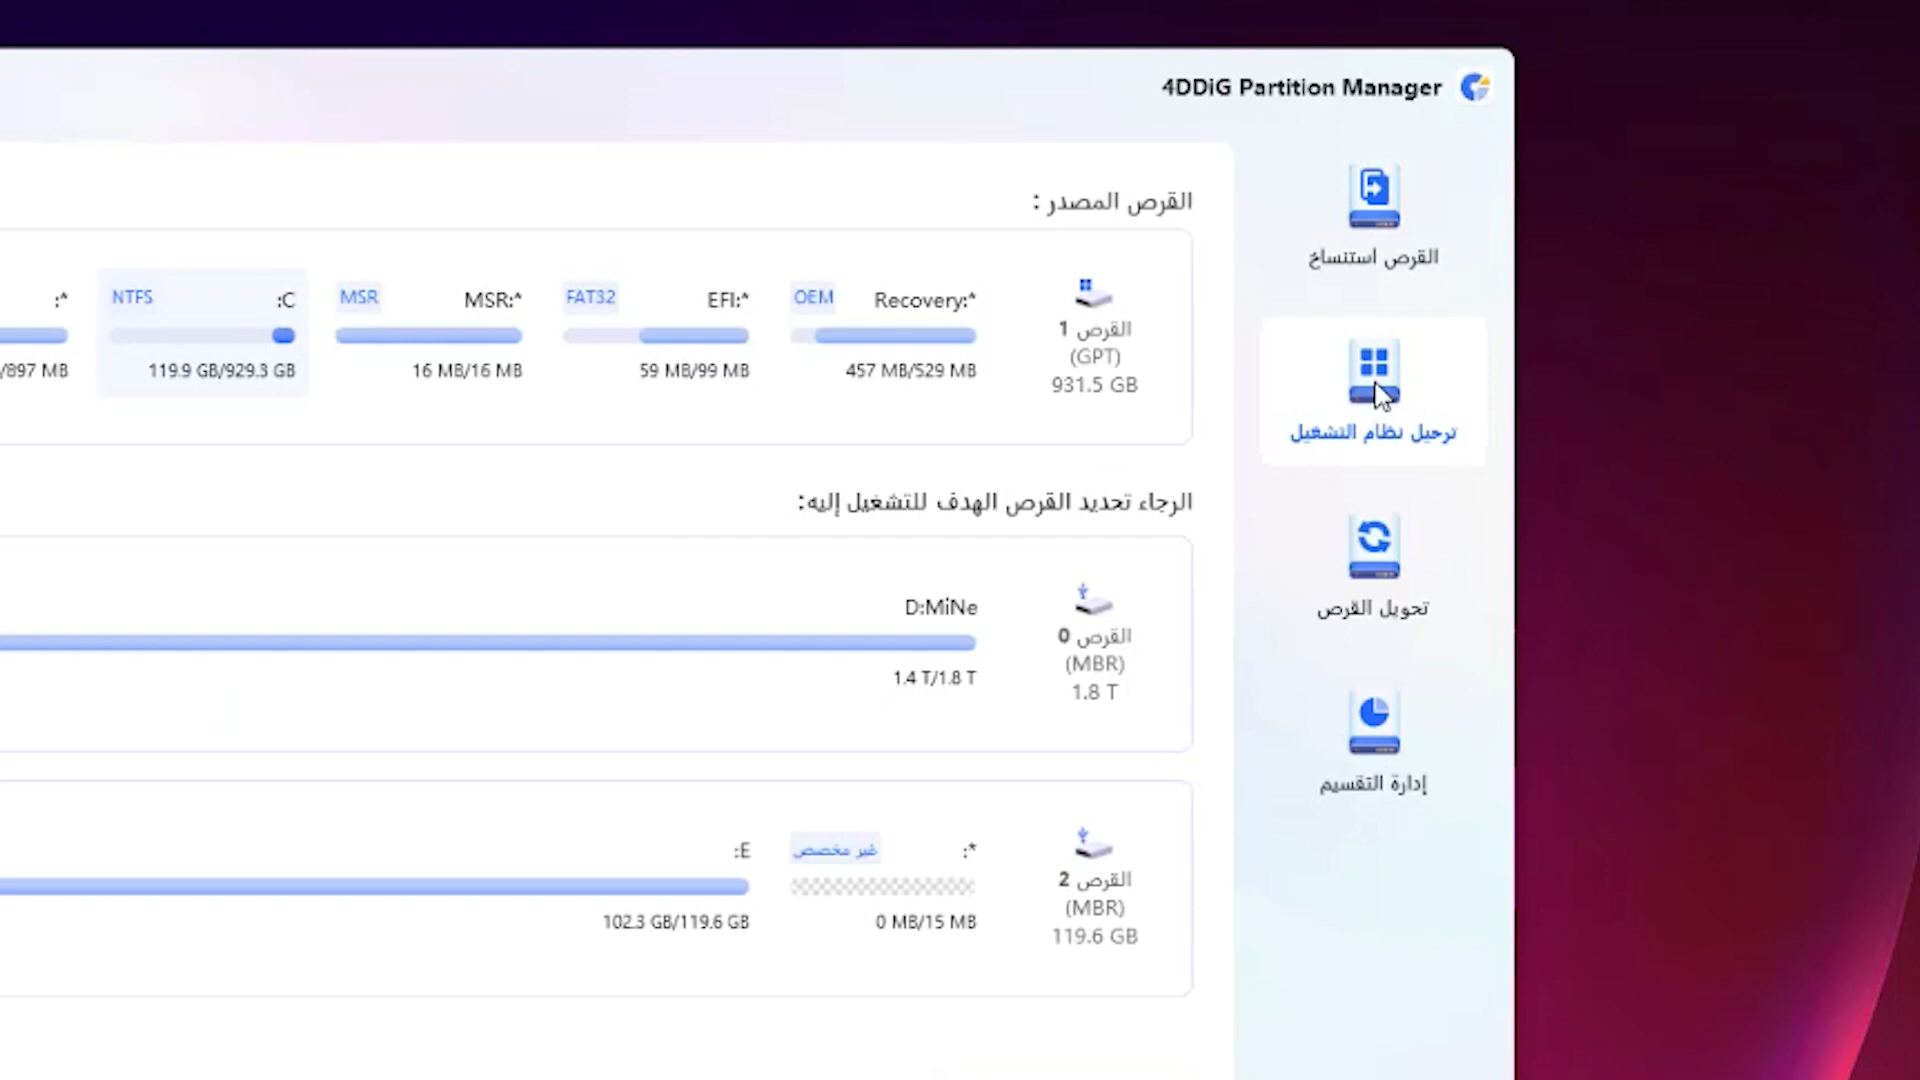 4DDiG Partition Manager
القرص استنساخ
ترحيل نظام التشغيل
تحويل القرص
إدارة التقسيم
القرص المصدر :
القرص 1
(GPT)
931.5 GB
Recovery:* OEM
457 MB/529 MB
EFI:* FAT32
59 MB/99 MB
MSR:* MSR
16 MB/16 MB
C: NTFS
119.9 GB/929.3 GB
*:
/897 MB
الرجاء تحديد القرص الهدف للتشغيل إليه:
القرص 0
(MBR)
1.8 T
D:MiNe
1.4 T/1.8 T
القرص 2
(MBR)
119.6 GB
*: غير مخصص
0 MB/15 MB
E:
102.3 GB/119.6 GB